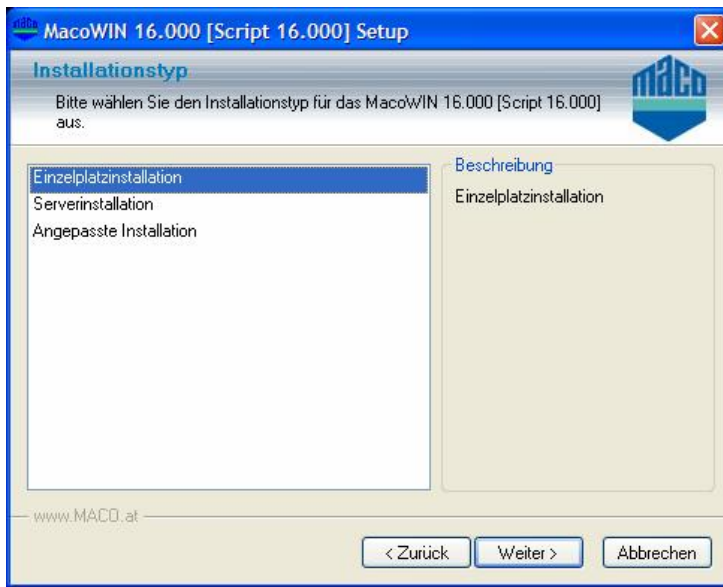 MacoWIN 16.000 [Script 16.000] Setup
Installationstyp
Bitte wählen Sie den Installationstyp für das MacoWIN 16.000 [Script 16.000]
aus.
maco
Einzelplatzinstallation
Serverinstallation
Angepasste Installation
Beschreibung
Einzelplatzinstallation
www.MACO.at
< Zurück
Weiter >
Abbrechen